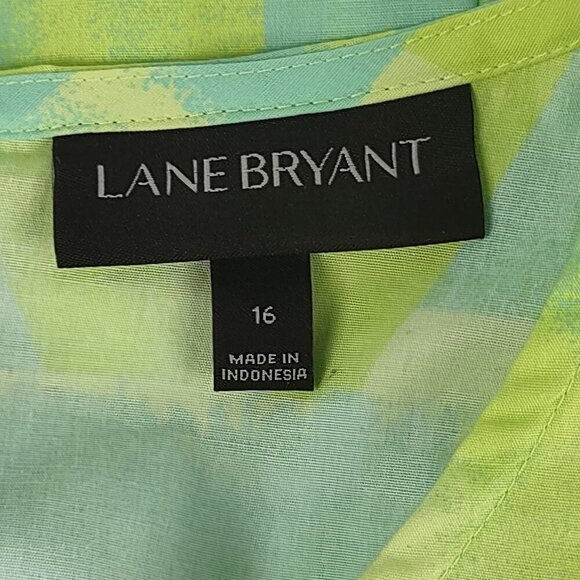 LANE BRYANT
16
MADE IN
INDONESIA